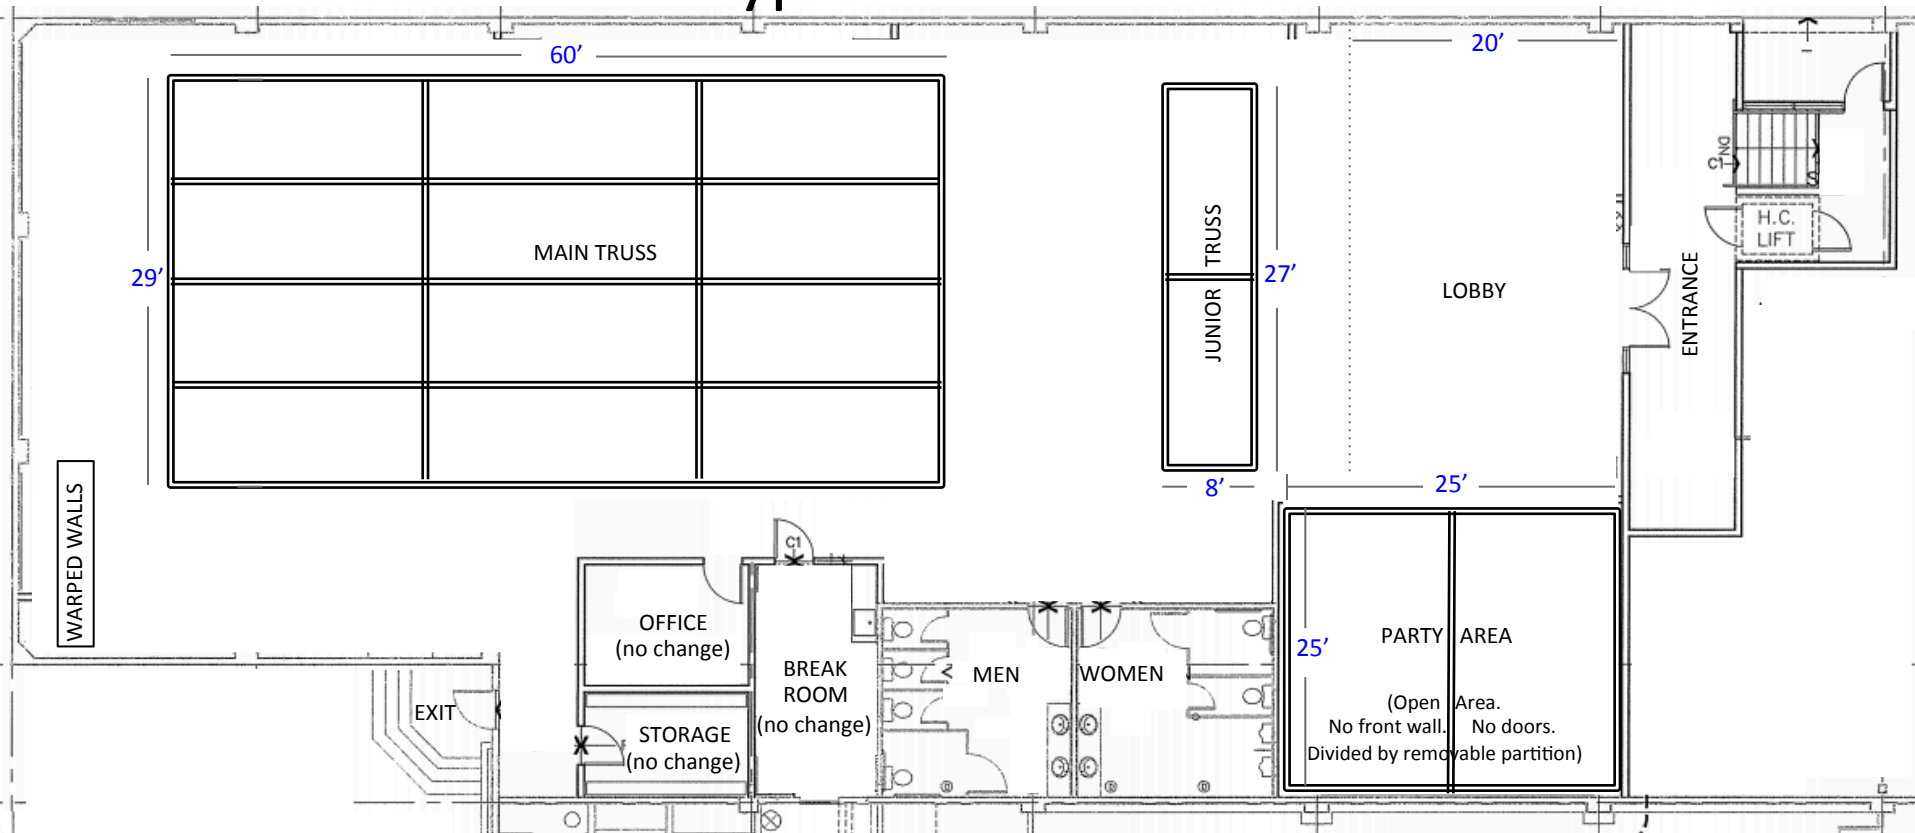 60’
20’
29’
MAIN TRUSS
JUNIOR TRUSS
27’
8’
LOBBY
ENTRANCE
DN
C1
S
H.C.
LIFT
25’
WARPED WALLS
C1
OFFICE
(no change)
BREAK
ROOM
(no change)
STORAGE
(no change)
EXIT
MEN
WOMEN
25’
PARTY AREA
(Open Area.
No front wall. No doors.
Divided by removable partition)